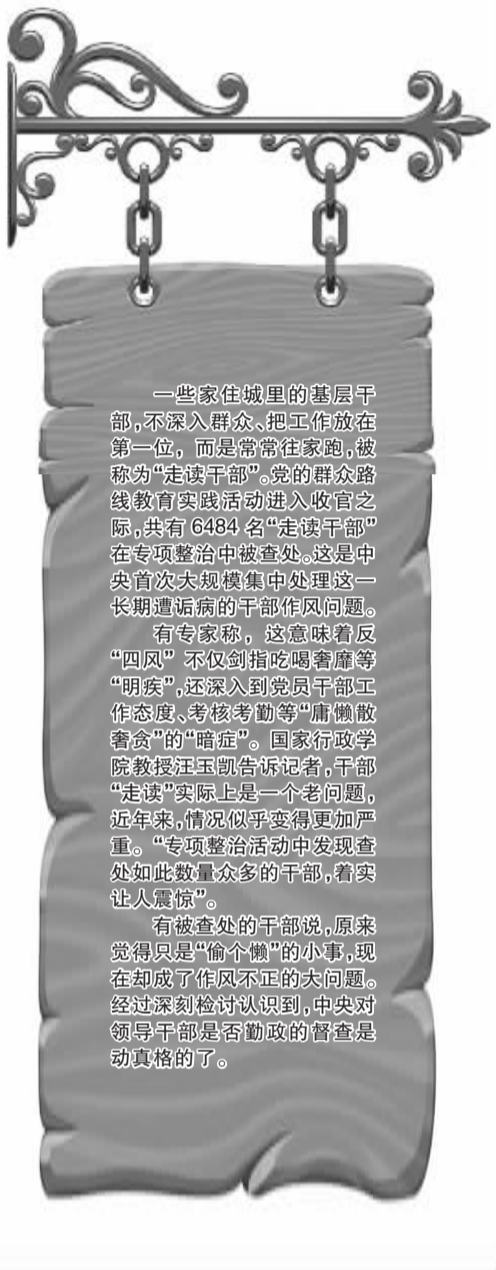 一些家住城里的基层干
部,不深入群众、把工作放在
第一位，而是常常往家跑,被
称为“走读干部”。党的群众路
线教育实践活动进入收官之
际,共有6484名“走读干部”
在专项整治中被查处。这是中
央首次大规模集中处理这一
长期遭诟病的干部作风问题。
有专家称，这意味着反
“四风”不仅剑指吃喝奢靡等
“明疾”,还深入到党员干部工
作态度、考核考勤等“庸懒散
奢贪”的“暗症”。国家行政学
院教授汪玉凯告诉记者,干部
“走读”实际上是一个老问题,
近年来,情况似乎变得更加严
重。“专项整治活动中发现查
处如此数量众多的干部,着实
让人震惊”。
有被查处的干部说,原来
觉得只是“偷个懒”的小事,现
在却成了作风不正的大问题。
经过深刻检讨认识到,中央对
领导干部是否勤政的督查是
动真格的了。